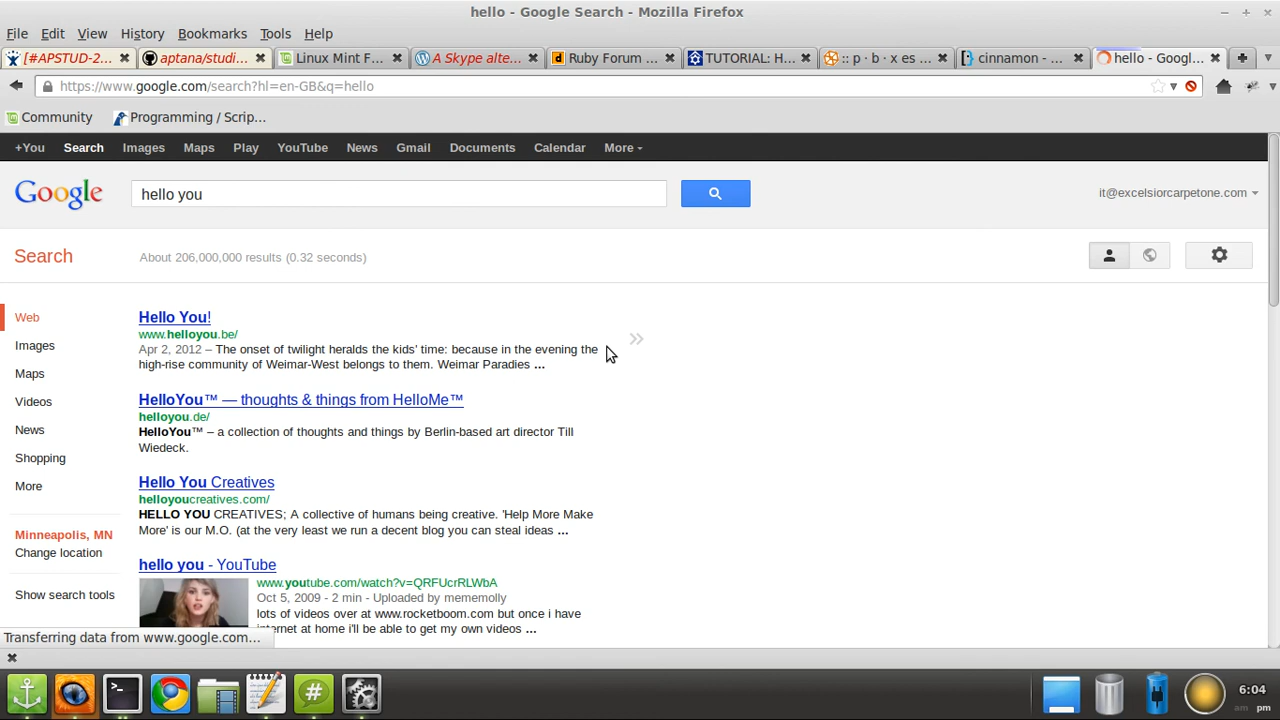 hello - Google Search - Mozilla Firefox
File Edit View History Bookmarks Tools Help
[#APSTUD-2... aptana/studi... Linux Mint F... A Skype alte... Ruby Forum ... TUTORIAL: H... :: p · b · x es ... cinnamon - ... hello - Googl...
https://www.google.com/search?hl=en-GB&q=hello
Community Programming / Scrip...
+You Search Images Maps Play YouTube News Gmail Documents Calendar More
Google hello you it@excelsiorcarpetone.com
Search About 206,000,000 results (0.32 seconds)
Web
Images
Maps
Videos
News
Shopping
More
Minneapolis, MN
Change location
Show search tools
Hello You!
www.helloyou.be/
Apr 2, 2012 – The onset of twilight heralds the kids' time: because in the evening the
high-rise community of Weimar-West belongs to them. Weimar Paradies ...
HelloYou™ — thoughts & things from HelloMe™
helloyou.de/
HelloYou™ – a collection of thoughts and things by Berlin-based art director Till
Wiedeck.
Hello You Creatives
helloyoucreatives.com/
HELLO YOU CREATIVES; A collective of humans being creative. 'Help More Make
More' is our M.O. (at the very least we run a decent blog you can steal ideas ...
hello you - YouTube
www.youtube.com/watch?v=QRFUcrRLWbA
Oct 5, 2009 - 2 min - Uploaded by mememolly
lots of videos over at www.rocketboom.com but once i have
internet at home i'll be able to get my own videos ...
Transferring data from www.google.com...
6:04
am pm